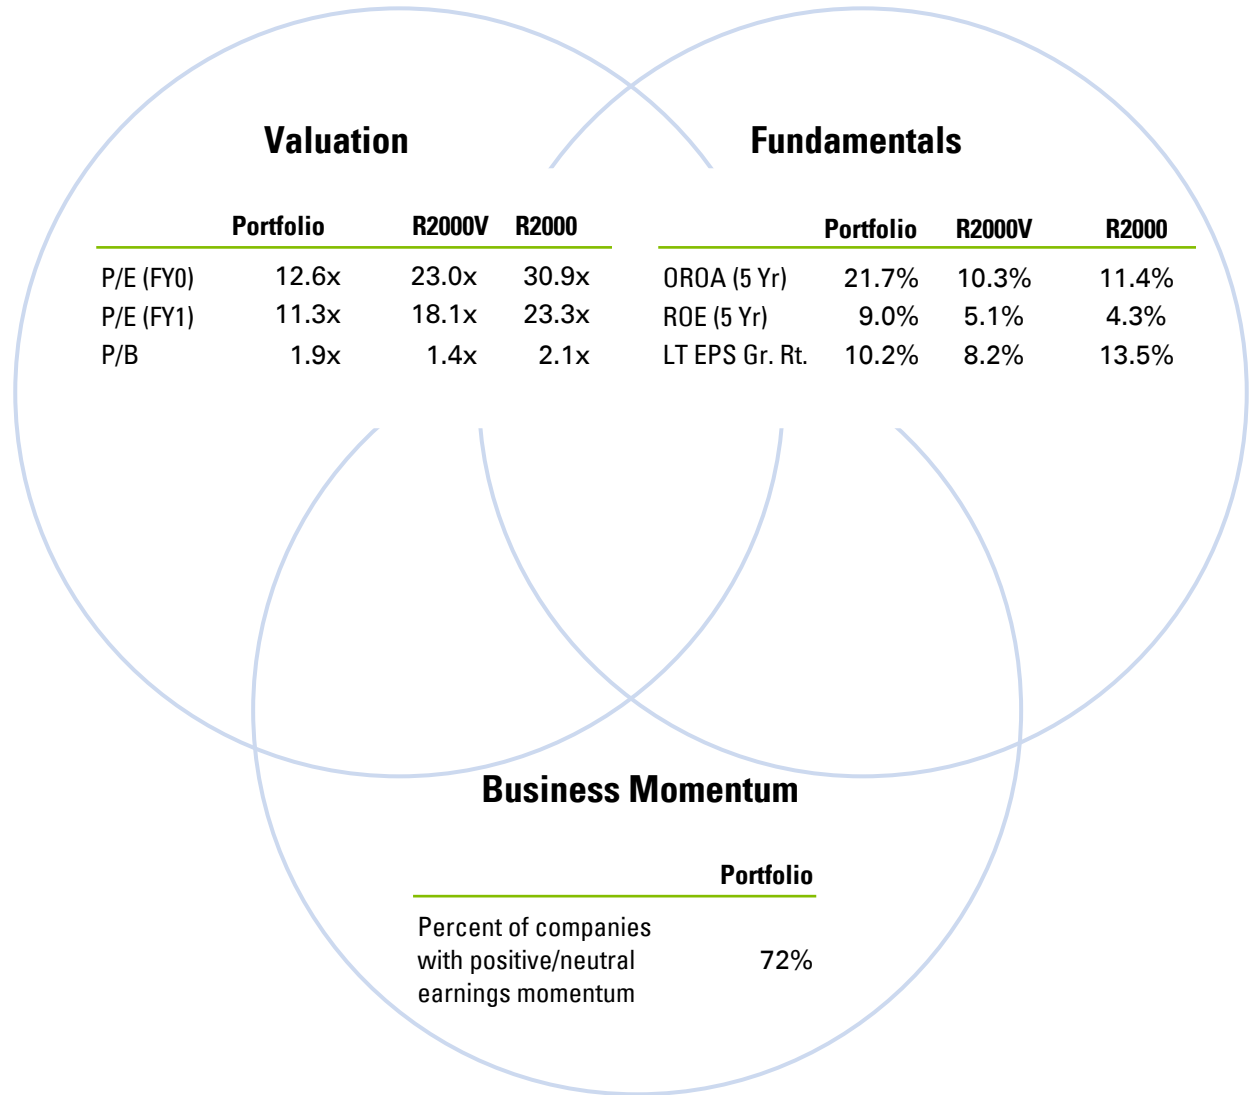 Valuation
Portfolio R2000V R2000
P/E (FY0) 12.6x 23.0x 30.9x
P/E (FY1) 11.3x 18.1x 23.3x
P/B 1.9x 1.4x 2.1x
Fundamentals
Portfolio R2000V R2000
OROA (5 Yr) 21.7% 10.3% 11.4%
ROE (5 Yr) 9.0% 5.1% 4.3%
LT EPS Gr. Rt. 10.2% 8.2% 13.5%
Business Momentum
Portfolio
Percent of companies
with positive/neutral 72%
earnings momentum